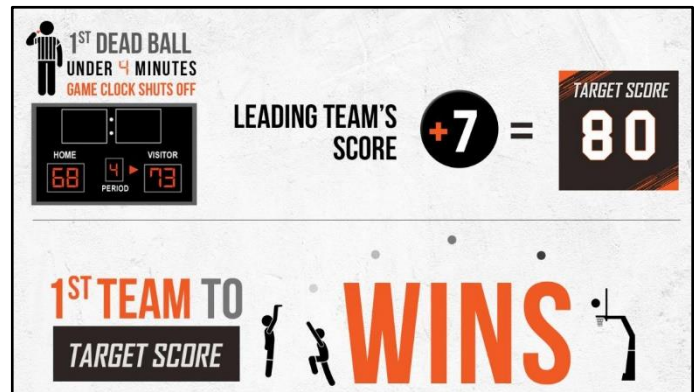 1ST DEAD BALL
UNDER 4 MINUTES
GAME CLOCK SHUTS OFF
:
HOME
VISITOR
68
4
73
PERIOD
LEADING TEAM'S
SCORE
+7
=
TARGET SCORE
80
1ST TEAM TO
TARGET SCORE
WINS